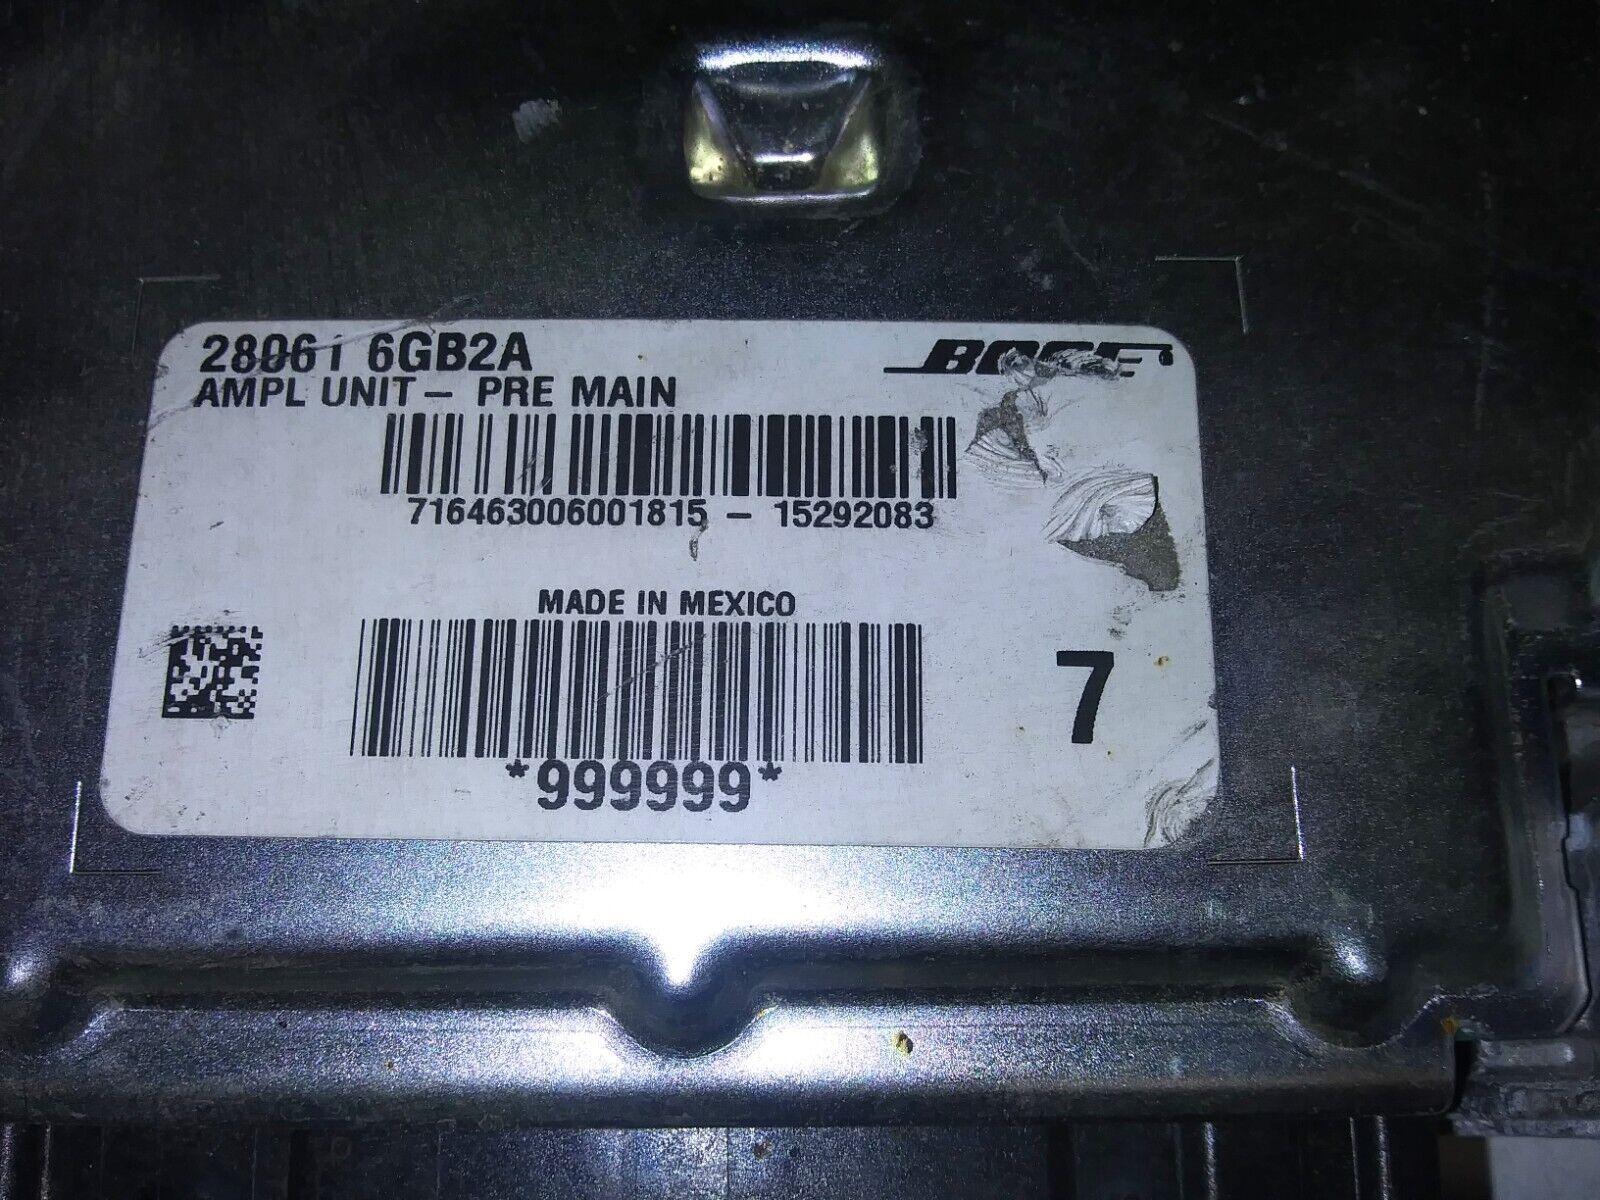 28061 6GB2A
BOSE
AMPL UNIT - PRE MAIN
716463006001815 - 15292083
MADE IN MEXICO
7
*999999*